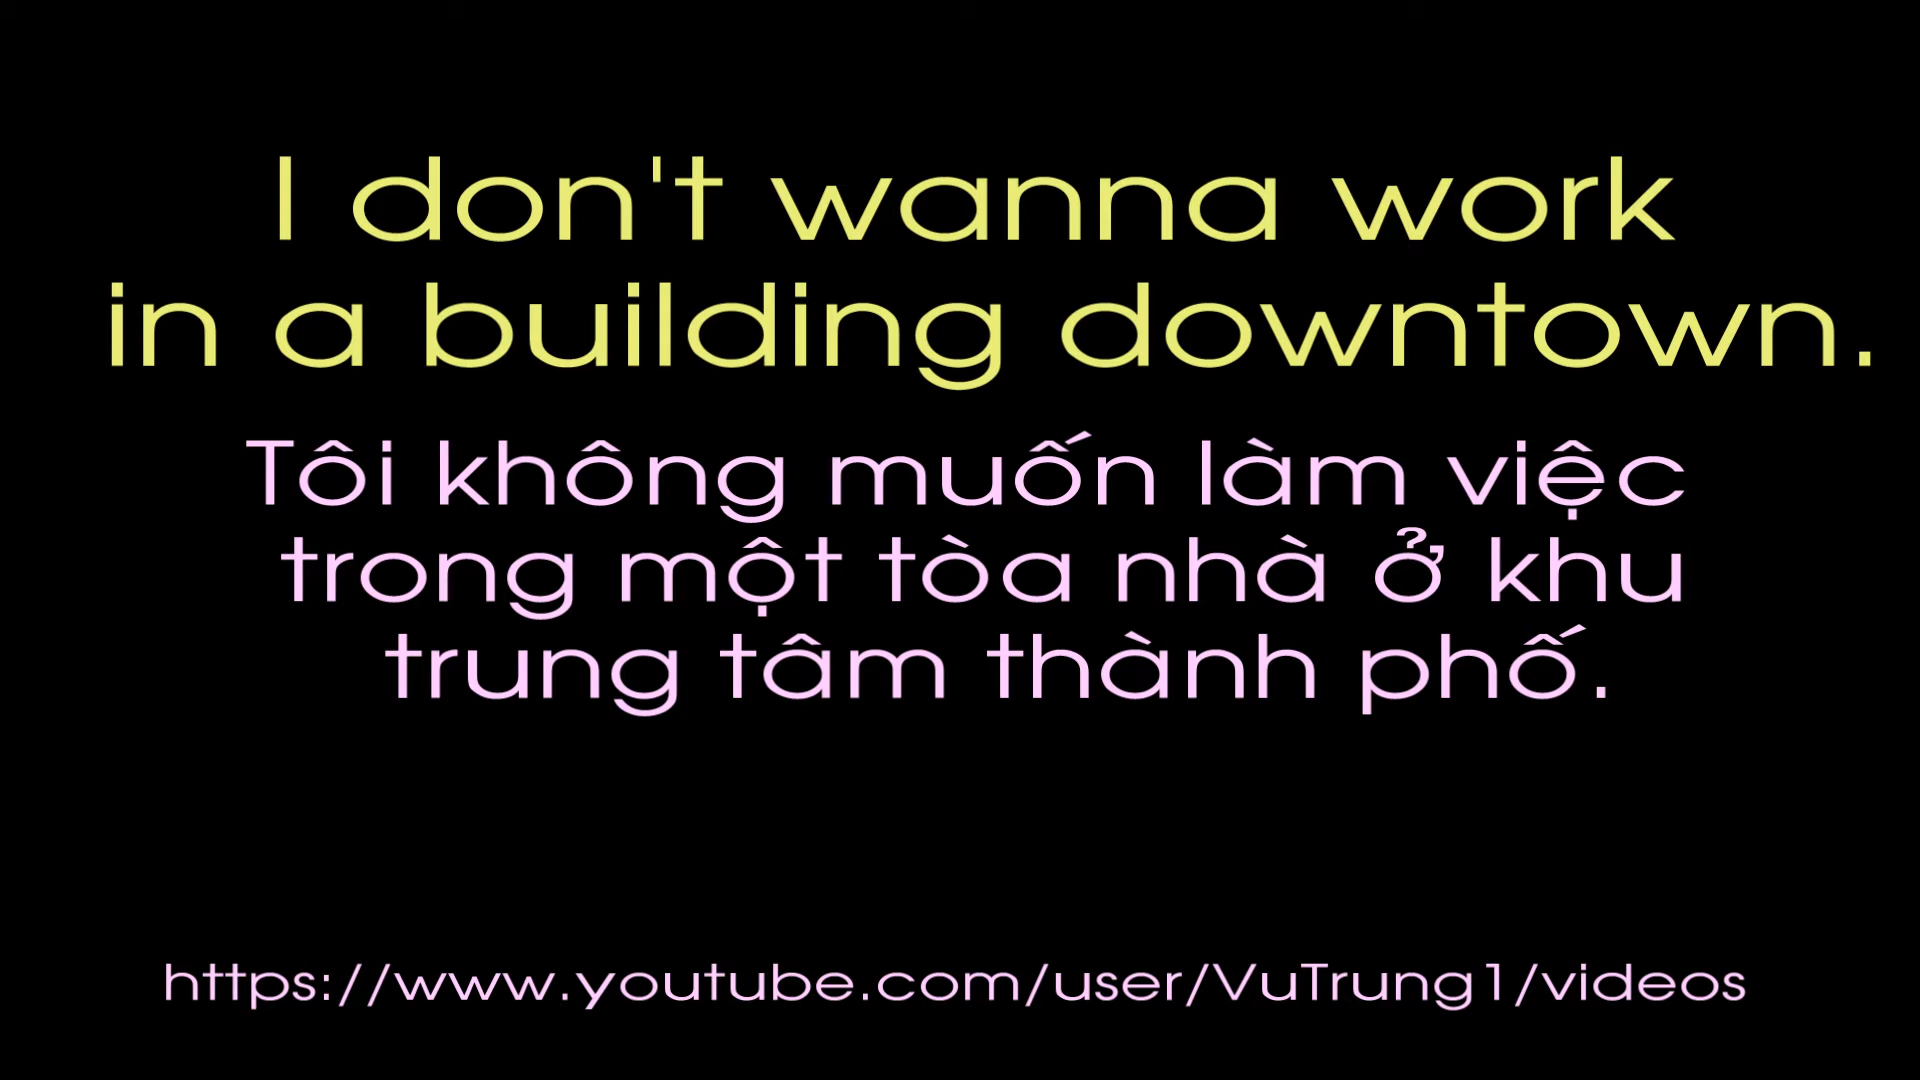 I don't wanna work
in a building downtown.
Tôi không muốn làm việc
trong một tòa nhà ở khu
trung tâm thành phố.
https://www.youtube.com/user/VuTrung1/videos